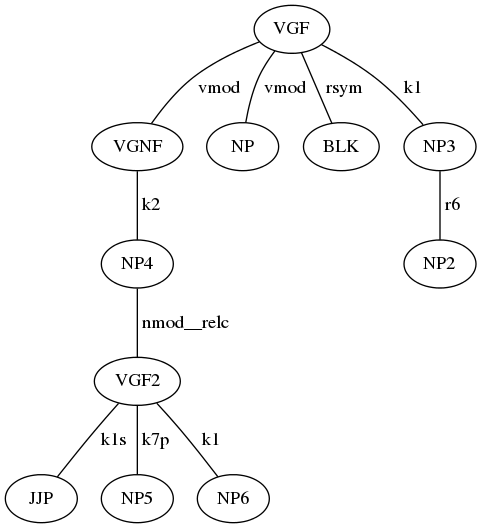 VGF
vmod vmod rsym k1
VGNF NP BLK NP3
k2 r6
NP4 NP2
nmod__relc
VGF2
k1s k7p k1
JJP NP5 NP6